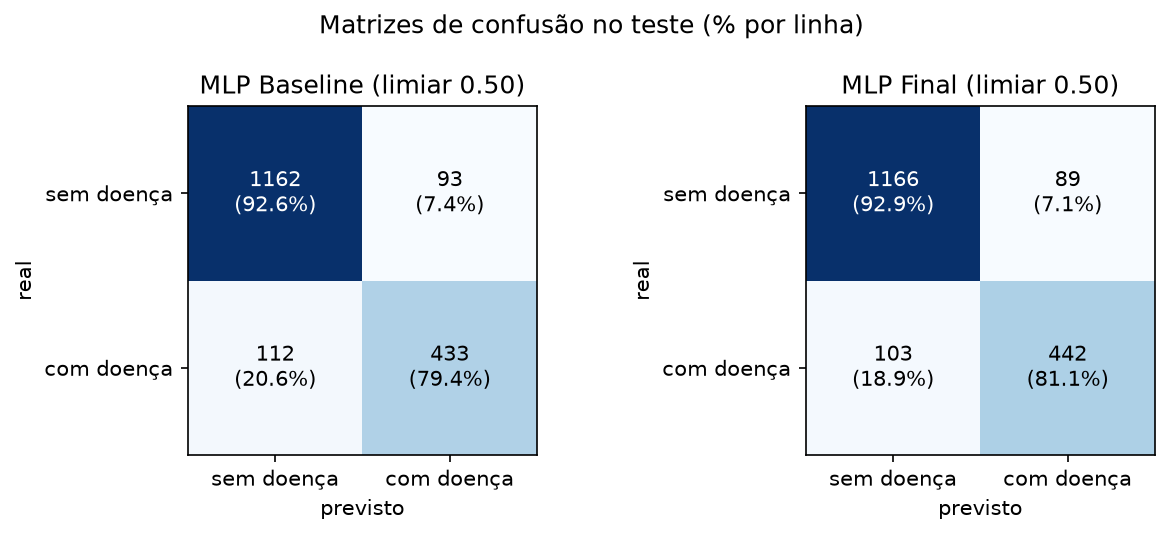 Matrizes de confusão no teste (% por linha)
MLP Baseline (limiar 0.50)
sem doença
com doença
real
1162
(92.6%)
93
(7.4%)
112
(20.6%)
433
(79.4%)
sem doença
com doença
previsto
MLP Final (limiar 0.50)
sem doença
com doença
real
1166
(92.9%)
89
(7.1%)
103
(18.9%)
442
(81.1%)
sem doença
com doença
previsto